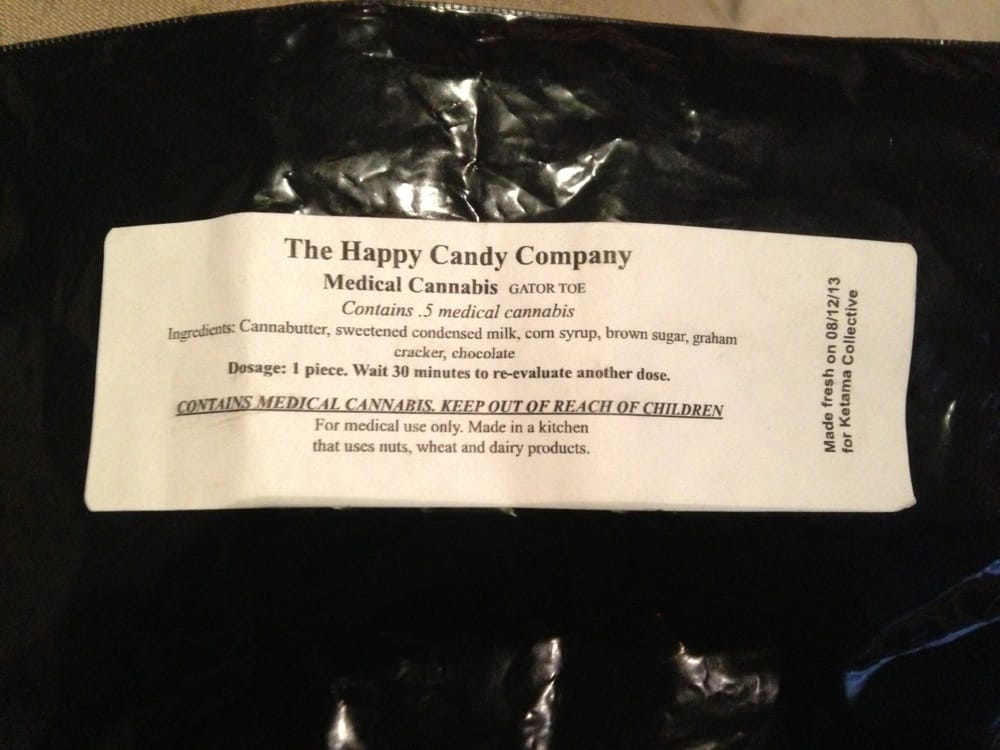 The Happy Candy Company
Medical Cannabis GATOR TOE
Contains .5 medical cannabis
Ingredients: Cannabutter, sweetened condensed milk, corn syrup, brown sugar, graham
cracker, chocolate
Dosage: 1 piece. Wait 30 minutes to re-evaluate another dose.
CONTAINS MEDICAL CANNABIS. KEEP OUT OF REACH OF CHILDREN
For medical use only. Made in a kitchen
that uses nuts, wheat and dairy products.
Made fresh on 08/12/13
for Ketama Collective